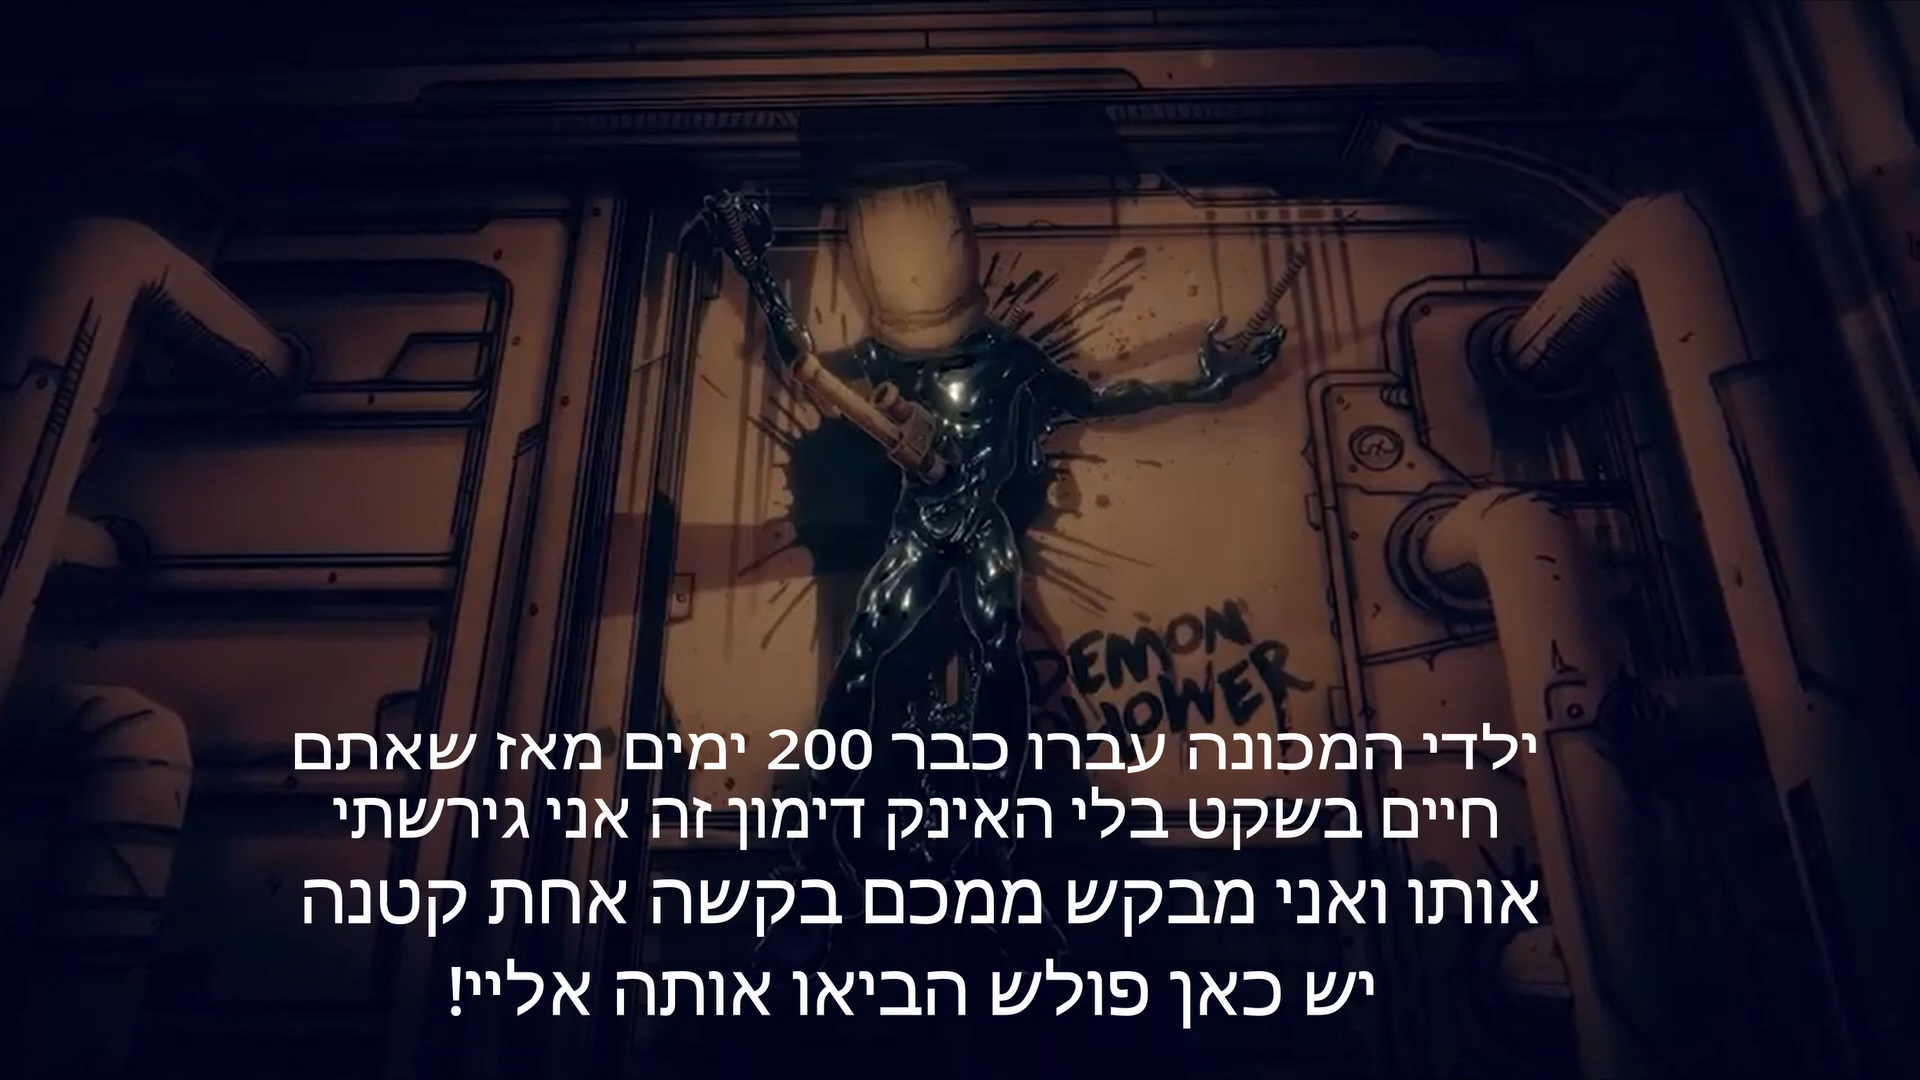 DEMON
ילדי המכונה עברו כבר 200 ימים מאז שאתם
חיים בשקט בלי האינק דימון זה אני גירשתי
אותו ואני מבקש ממכם בקשה אחת קטנה
יש כאן פולש הביאו אותה אליי!